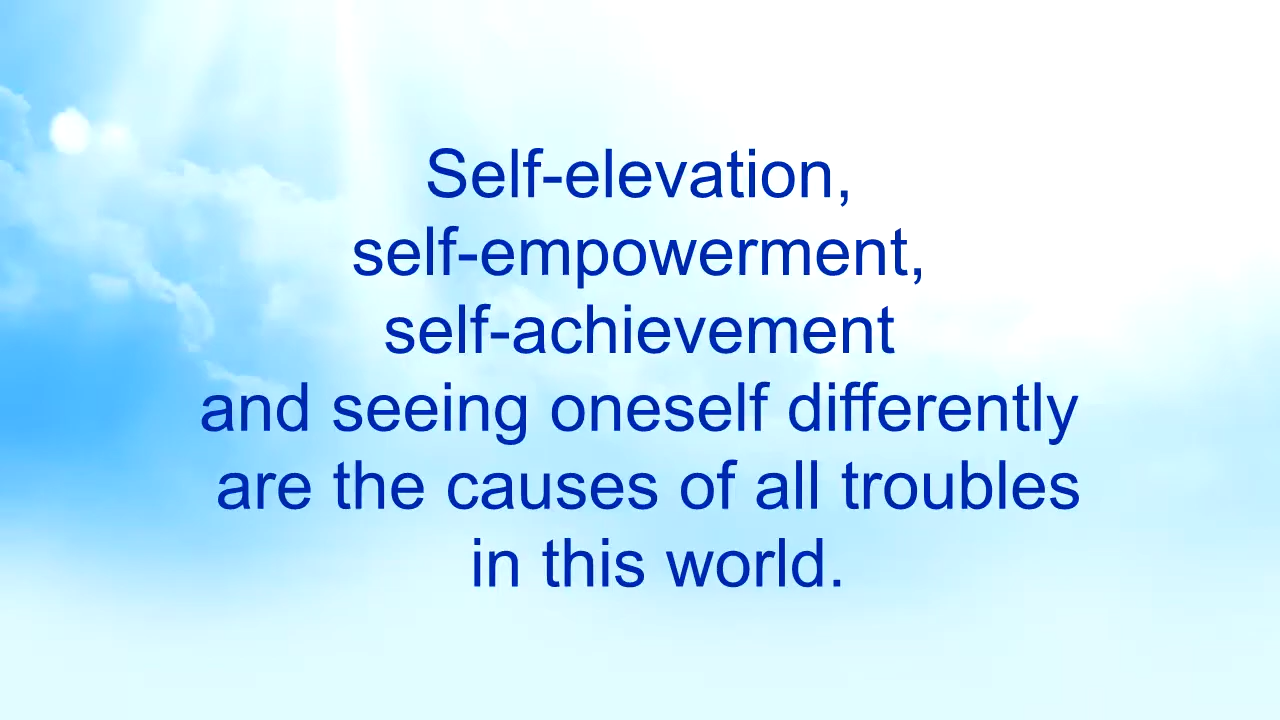 Self-elevation,
self-empowerment,
self-achievement
and seeing oneself differently
are the causes of all troubles
in this world.